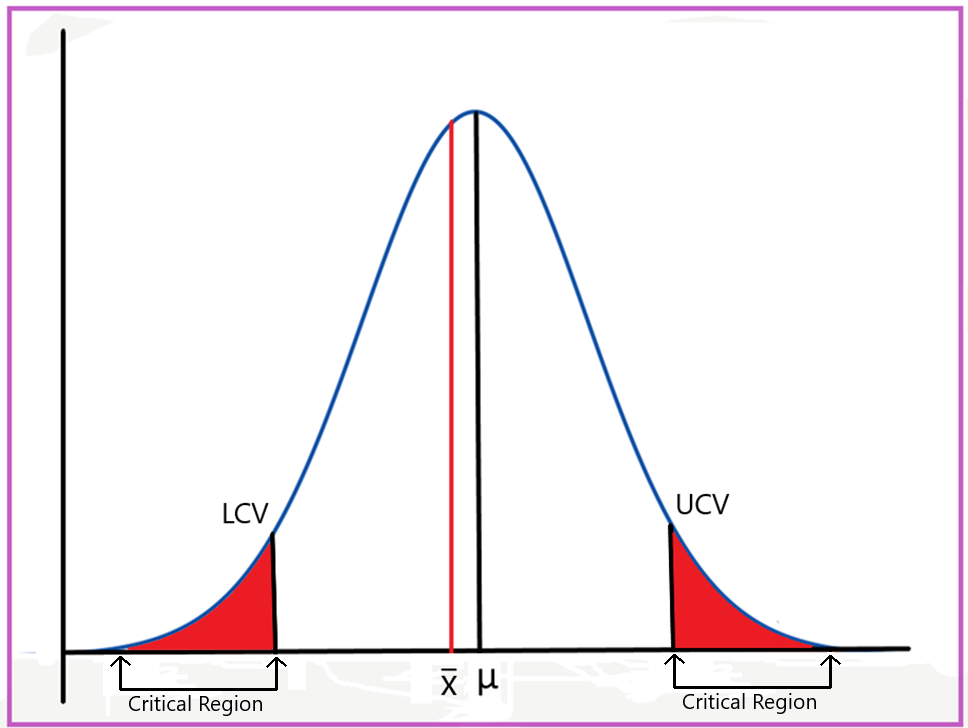 LCV
UCV
x̄ μ
Critical Region
Critical Region